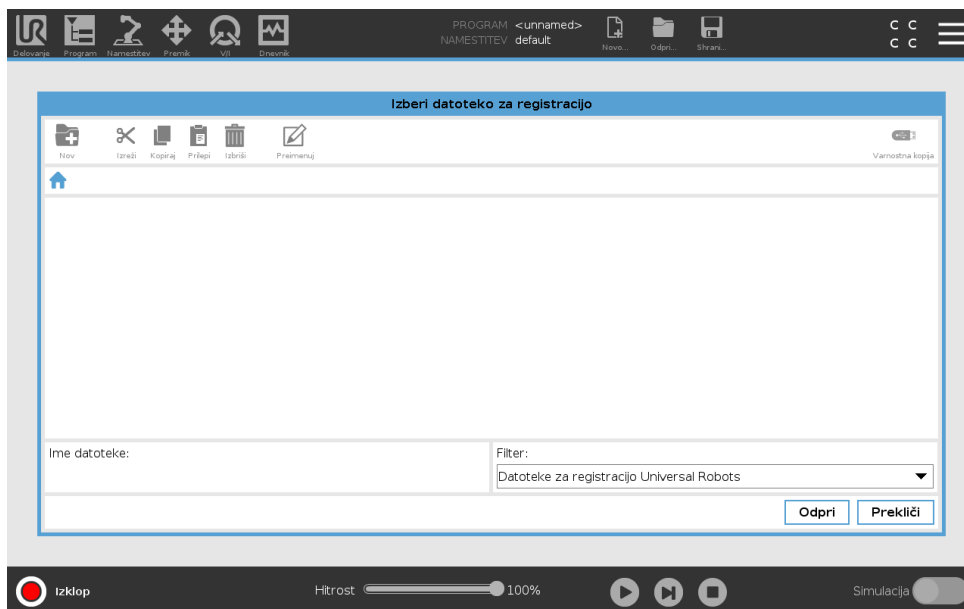 PROGRAM <unnamed>
NAMESTITEV default
Delovanje Program Namestitev Premik V/I Dnevnik
Novo... Odpri... Shrani...
C C
C C
Izberi datoteko za registracijo
Nov Izreži Kopiraj Prilepi Izbriši Preimenuj Varnostna kopija
Ime datoteke:
Filter:
Datoteke za registracijo Universal Robots
Odpri Prekliči
Izklop Hitrost 100% Simulacija